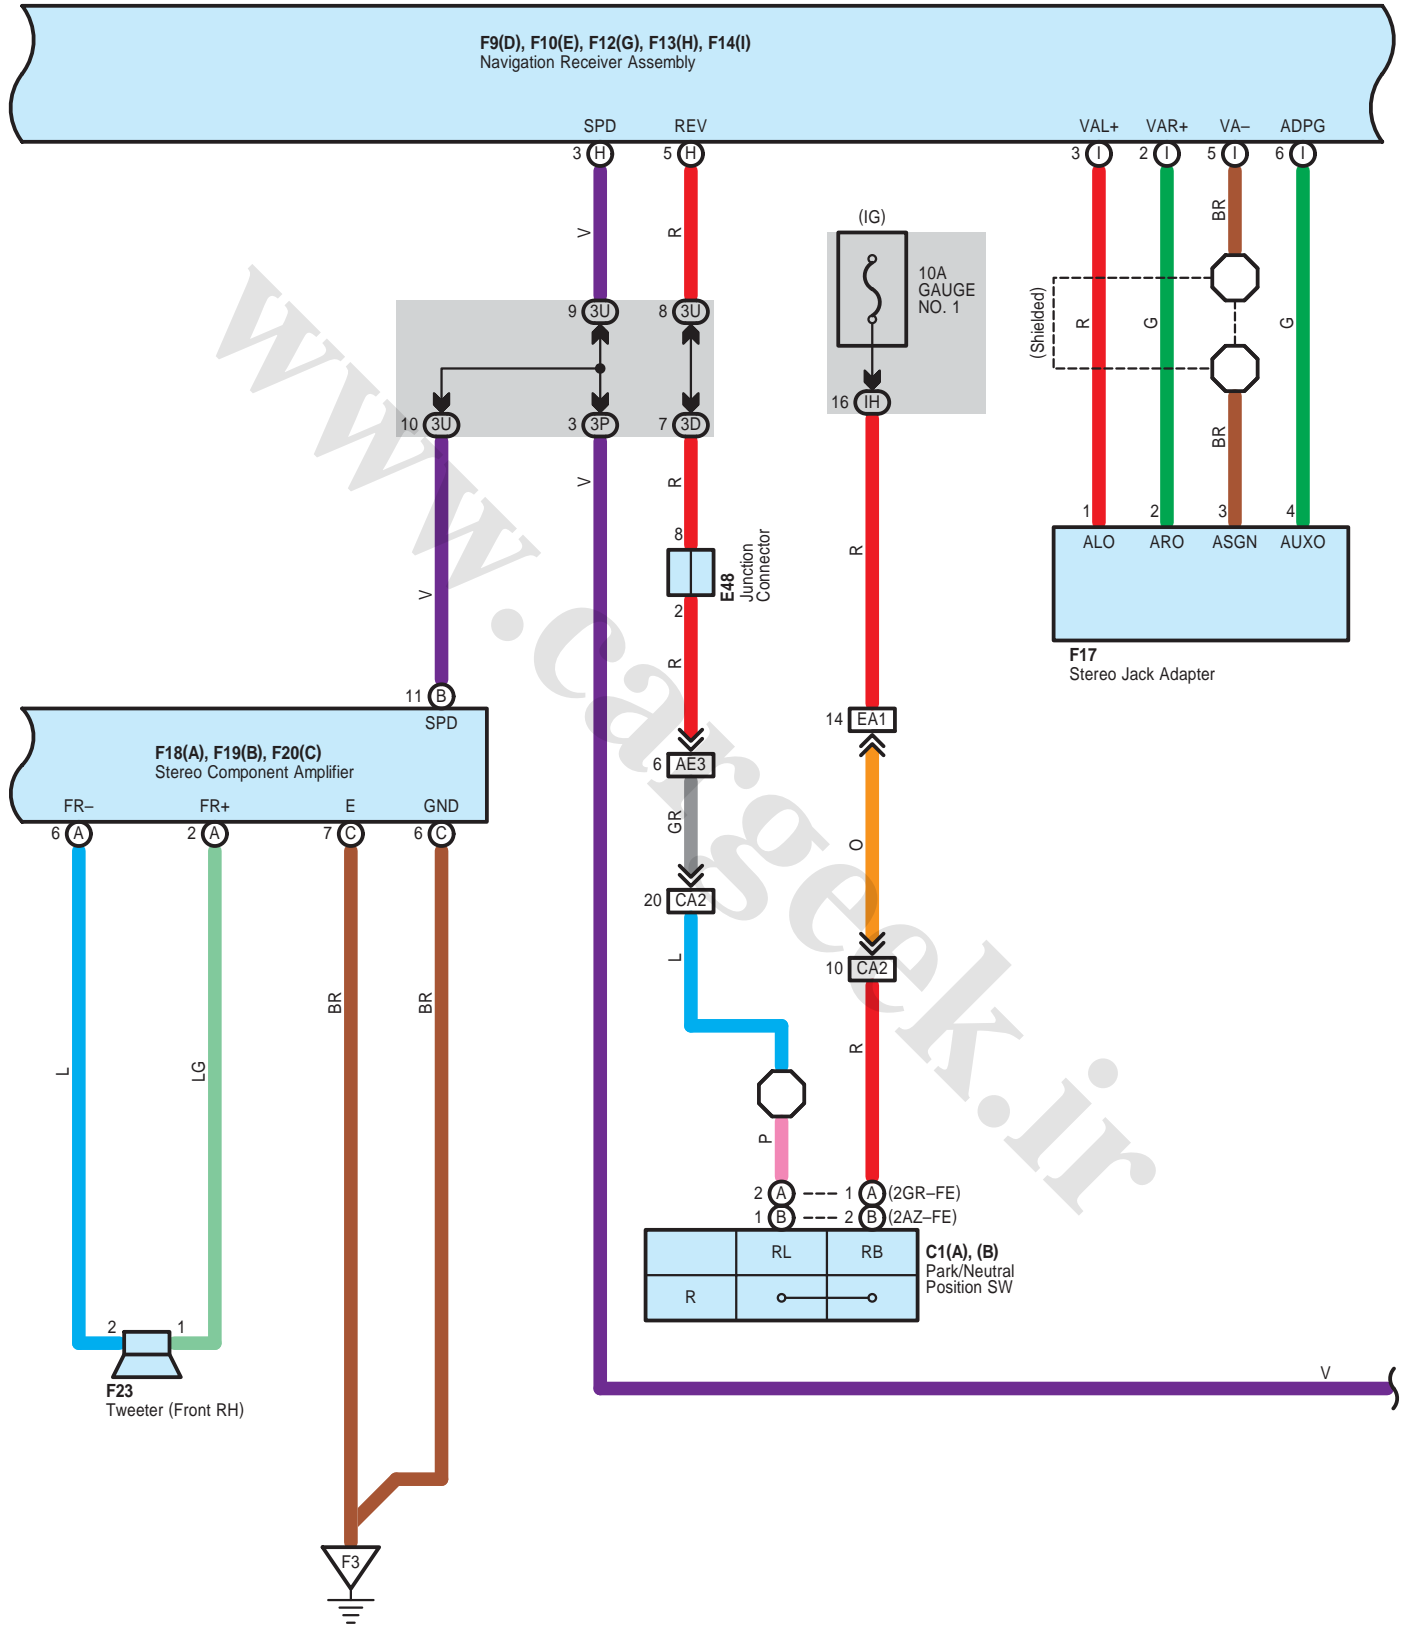 F9(D), F10(E), F12(G), F13(H), F14(I)
Navigation Receiver Assembly
SPD REV VAL+ VAR+ VA– ADPG
3 H 5 H 3 I 2 I 5 I 6 I
V R BR
(IG)
10A
GAUGE
NO. 1
(Shielded)
R G G
9 3U 8 3U
16 IH
10 3U 3 3P 7 3D
V R BR
1 2 3 4
ALO ARO ASGN AUXO
8
E48
Junction
Connector
2
R
V
R
F17
Stereo Jack Adapter
11 B
SPD
14 EA1
F18(A), F19(B), F20(C)
Stereo Component Amplifier
6 AE3
FR– FR+ E GND
6 A 2 A 7 C 6 C
GR O
20 CA2
L
10 CA2
BR BR
R
L LG
P
2 A 1 A (2GR–FE)
1 B 2 B (2AZ–FE)
RL RB
C1(A), (B)
Park/Neutral
Position SW
R
2 1
F23
Tweeter (Front RH)
V
F3
www.cargeek.ir